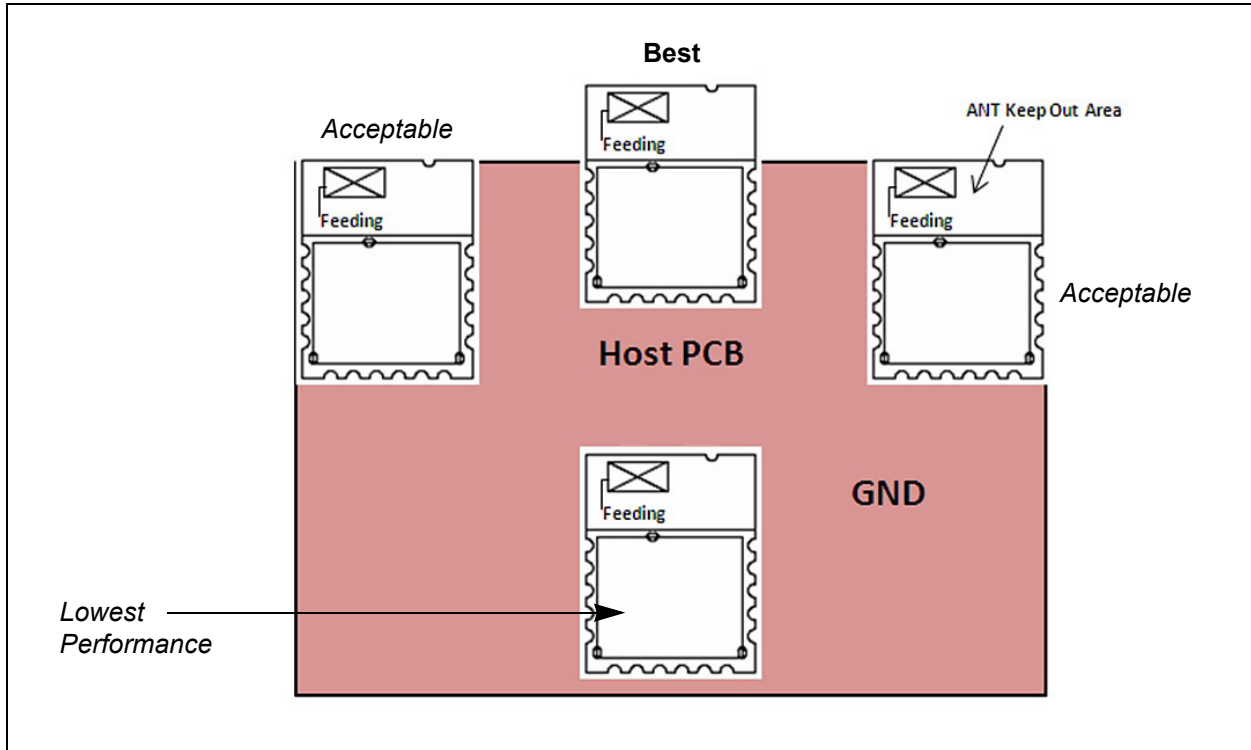 Best
Acceptable
ANT Keep Out Area
Feeding
Feeding
Feeding
Acceptable
Host PCB
GND
Feeding
Lowest
Performance